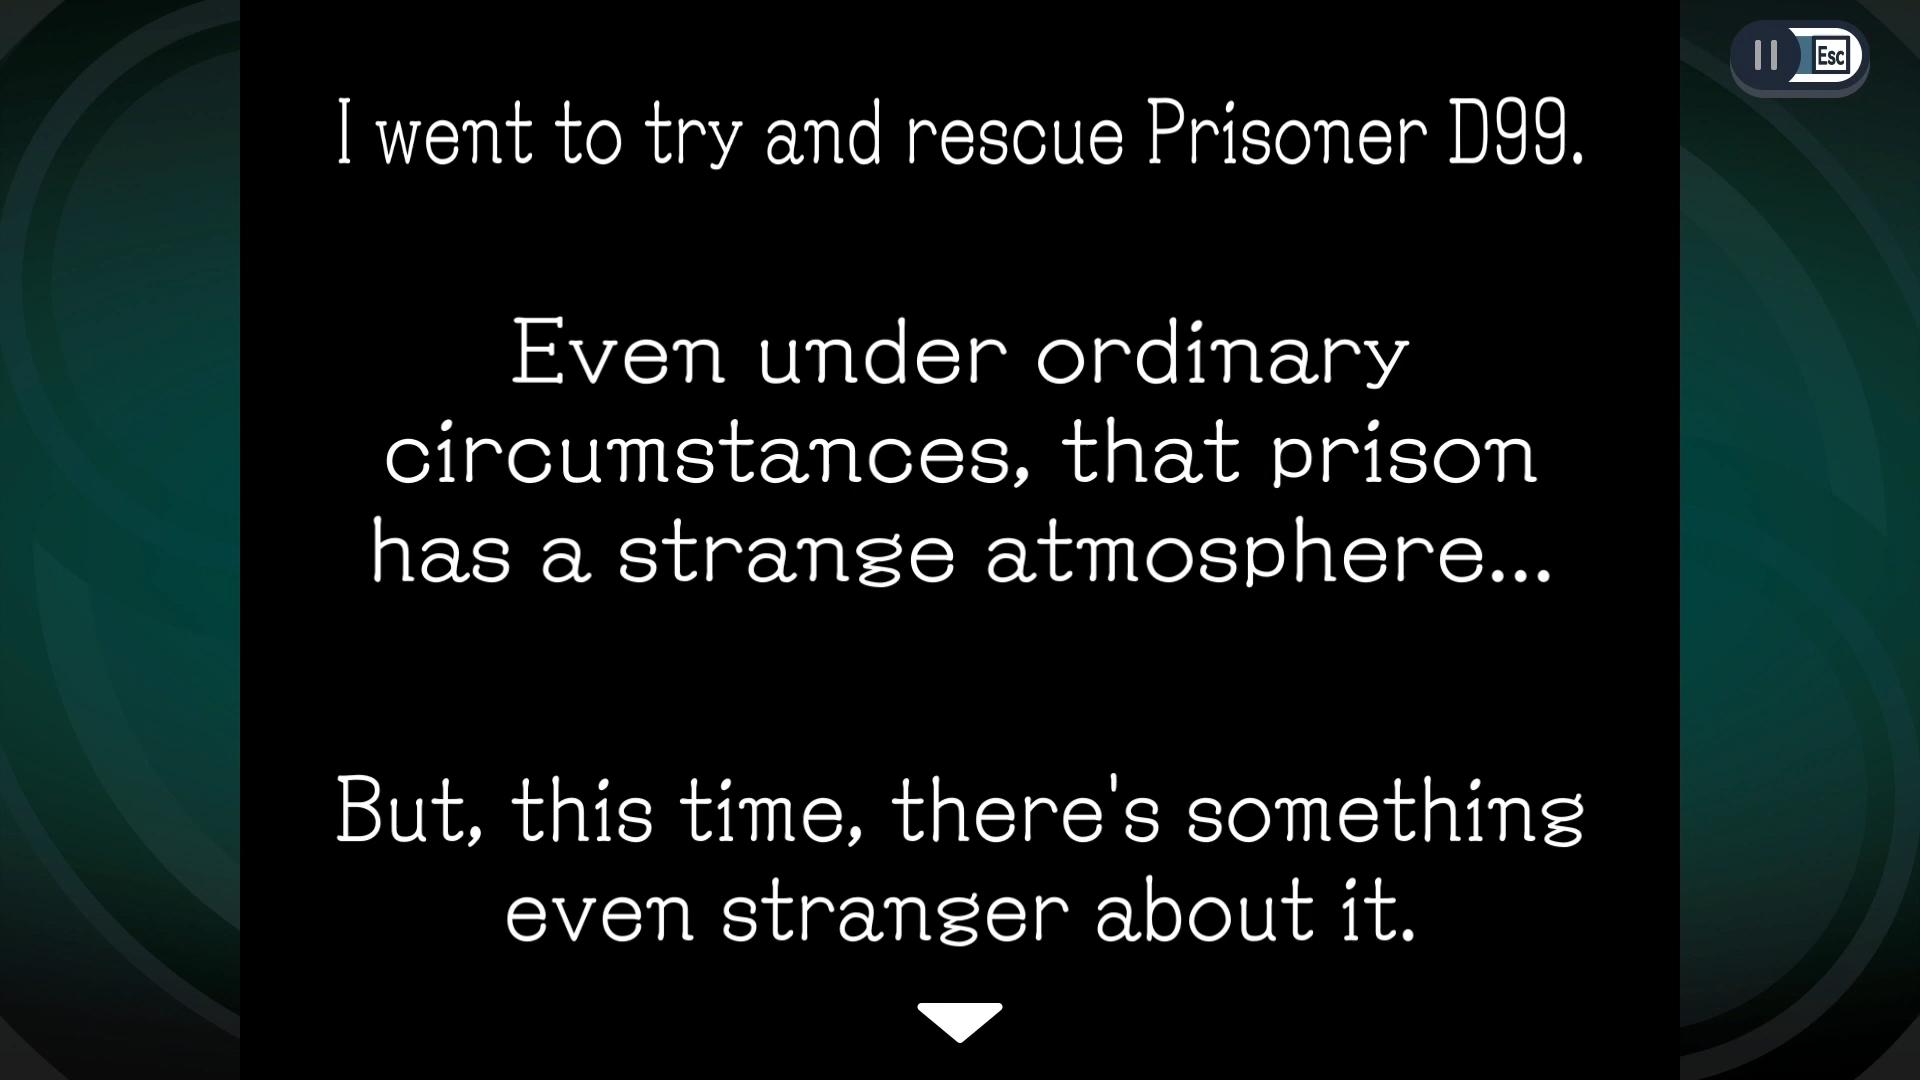 Esc
I went to try and rescue Prisoner D99.
Even under ordinary
circumstances, that prison
has a strange atmosphere...
But, this time, there's something
even stranger about it.